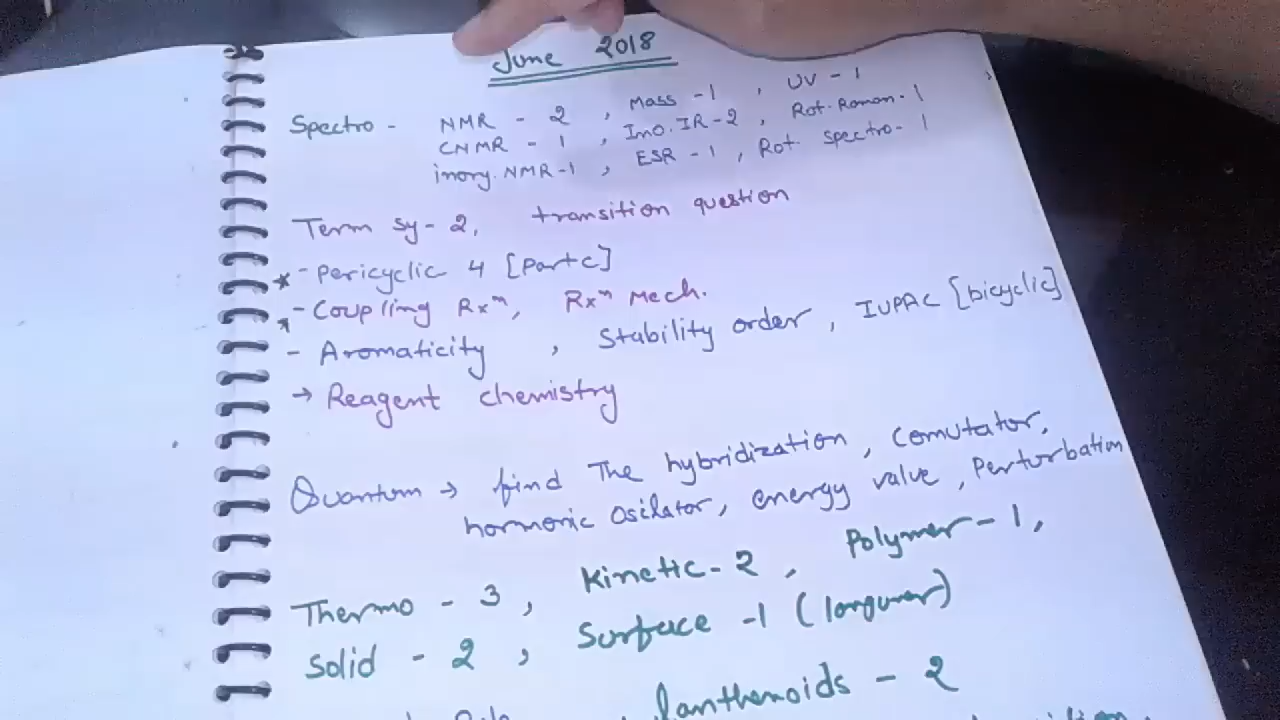 June 2018
Spectro - NMR - 2 , Mass - 1 , UV - 1
CNMR - 1 , Ino. IR - 2 , Rot. Raman - 1
inorg. NMR - 1 , ESR - 1 , Rot. Spectro - 1
Term sy - 2, transition question
* - Pericyclic 4 [Part c]
* - Coupling Rxⁿ, Rxⁿ Mech.
- Aromaticity , Stability order , IUPAC [bicyclic]
→ Reagent chemistry
Quantum → find The hybridization , Comutator,
hormonic Oscilator, energy value , Perturbation
Thermo - 3 , Kinetic - 2 , Polymer - 1 ,
Solid - 2 , Surface - 1 (
lanthenoids - 2